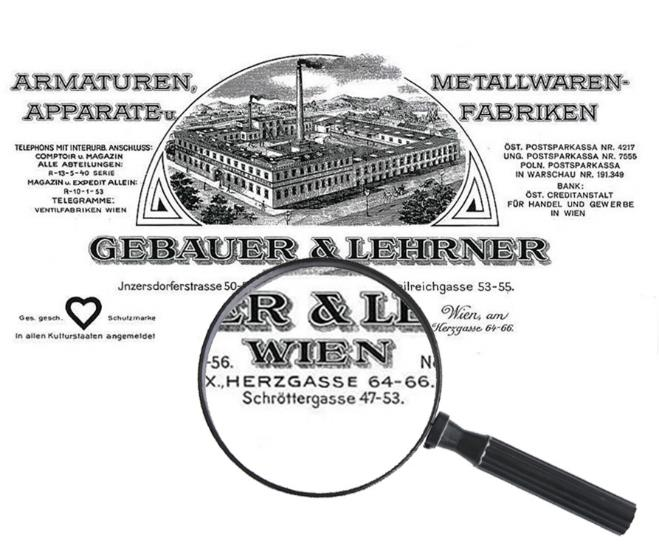 ARMATUREN,
APPARATE u.
METALLWAREN-
FABRIKEN
TELEPHONS MIT INTERURB. ANSCHLUSS:
COMPTOIR u. MAGAZIN
ALLE ABTEILUNGEN:
R-13-5-40 SERIE
MAGAZIN u. EXPEDIT ALLEIN:
R-10-1-53
TELEGRAMME:
VENTILFABRIKEN WIEN
ÖST. POSTSPARKASSA NR. 4217
UNG. POSTSPARKASSA NR. 7555
POLN. POSTSPARKASSA
IN WARSCHAU NR. 191.349
BANK:
ÖST. CREDITANSTALT
FÜR HANDEL UND GEWERBE
IN WIEN
GEBAUER & LEHRNER
Jnzersdorferstrasse 50-
ilreichgasse 53-55.
Ges. gesch.
Schutzmarke
In allen Kulturstaaten angemeldet
Wien, am
Herzgasse 64-66.
ER & LE
WIEN
-56.
X., HERZGASSE 64-66.
Schröttergasse 47-53.